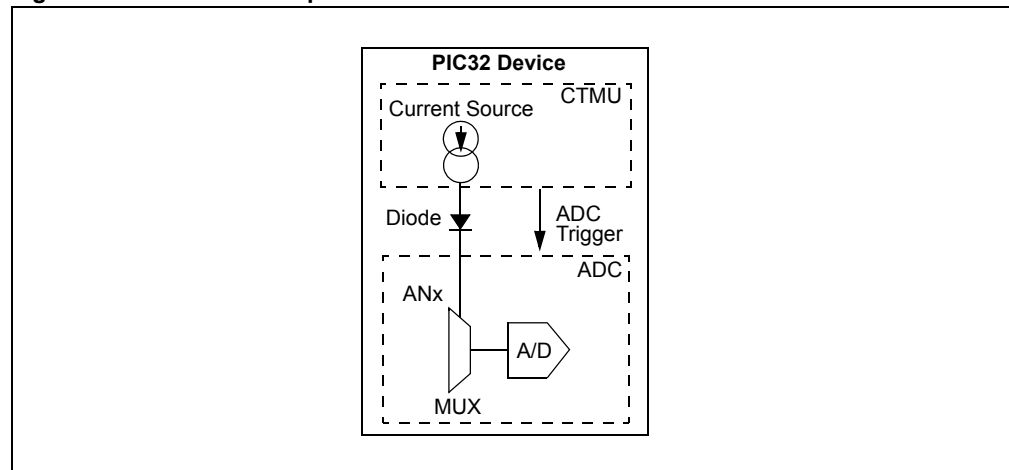 PIC32 Device
CTMU
Current Source
Diode
ADC
Trigger
ADC
ANx
A/D
MUX